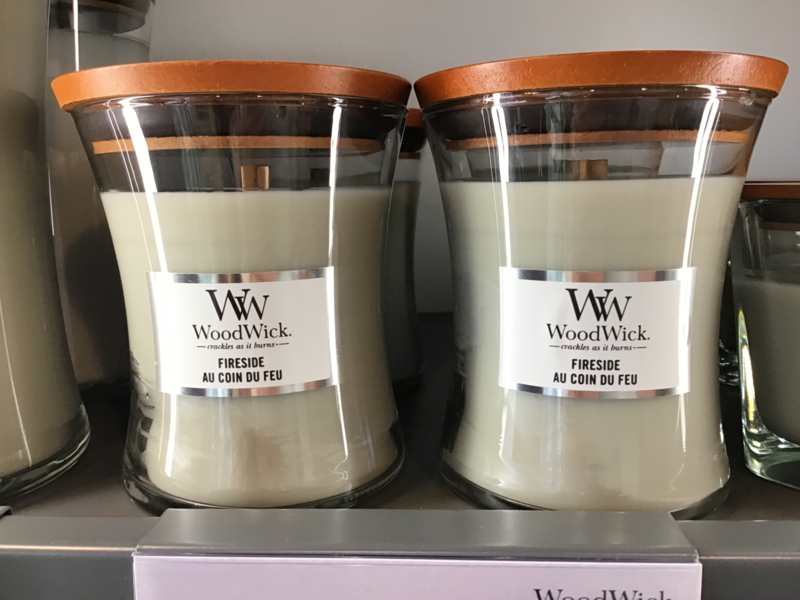 WW
WoodWick.
crackles as it burns
FIRESIDE
AU COIN DU FEU
WW
WoodWick.
crackles as it burns
FIRESIDE
AU COIN DU FEU
WoodWick